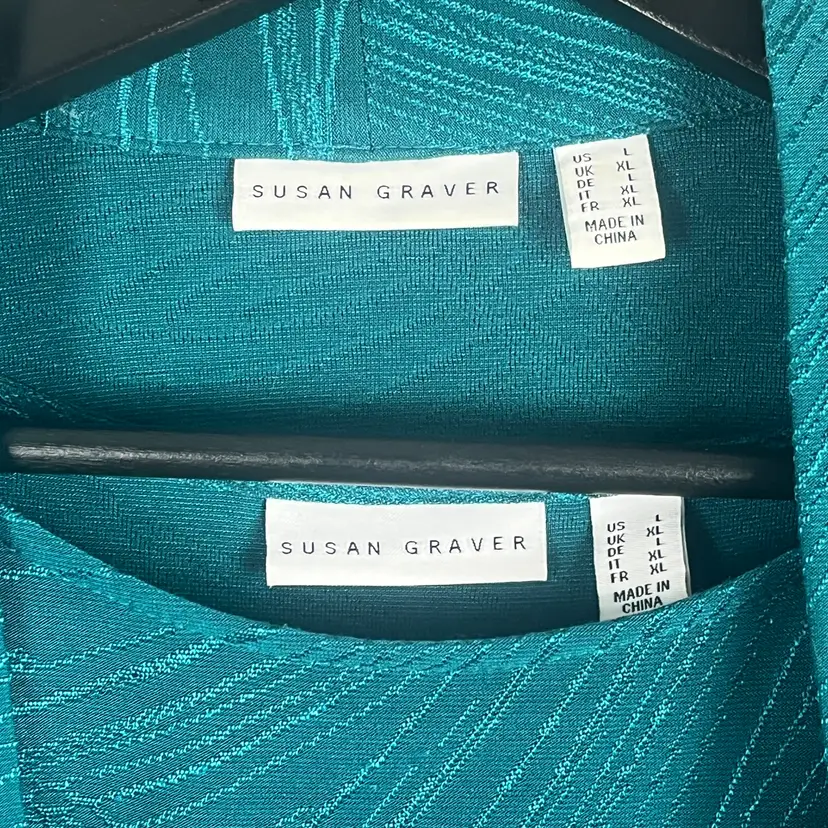 SUSAN GRAVER
US L
UK XL
DE L
IT XL
FR XL
MADE IN
CHINA
SUSAN GRAVER
US L
UK XL
DE L
IT XL
FR XL
MADE IN
CHINA